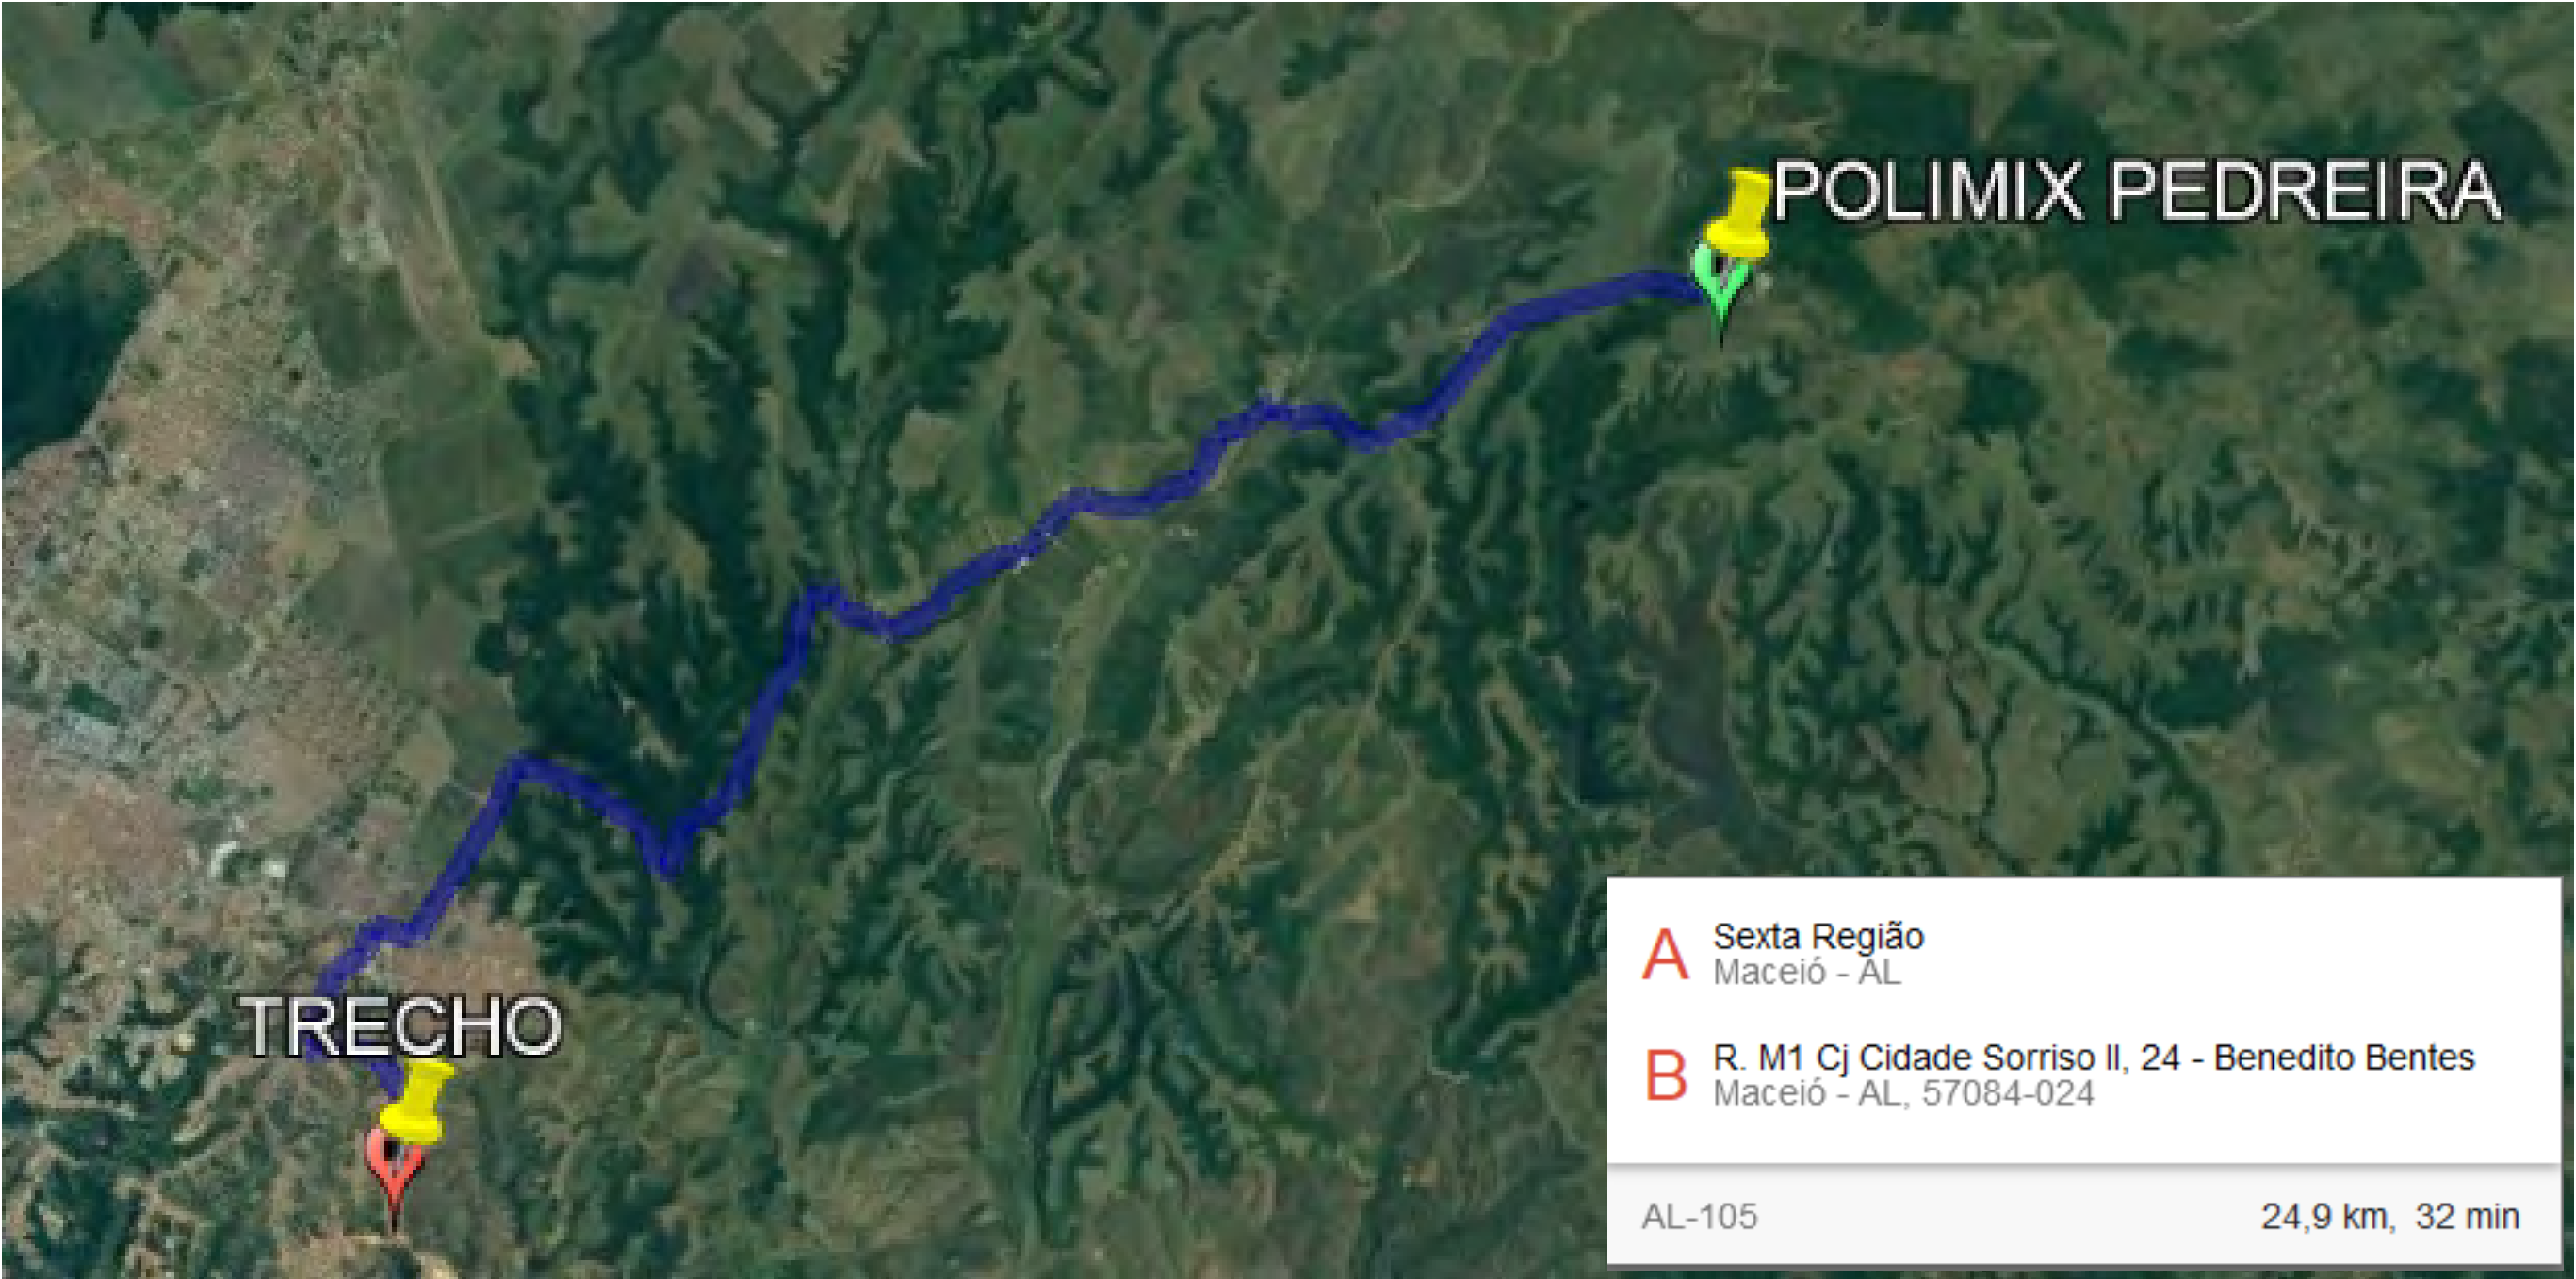 POLIMIX PEDREIRA
TRECHO
A Sexta Região
Maceió - AL
B R. M1 Cj Cidade Sorriso II, 24 - Benedito Bentes
Maceió - AL, 57084-024
AL-105 24,9 km, 32 min